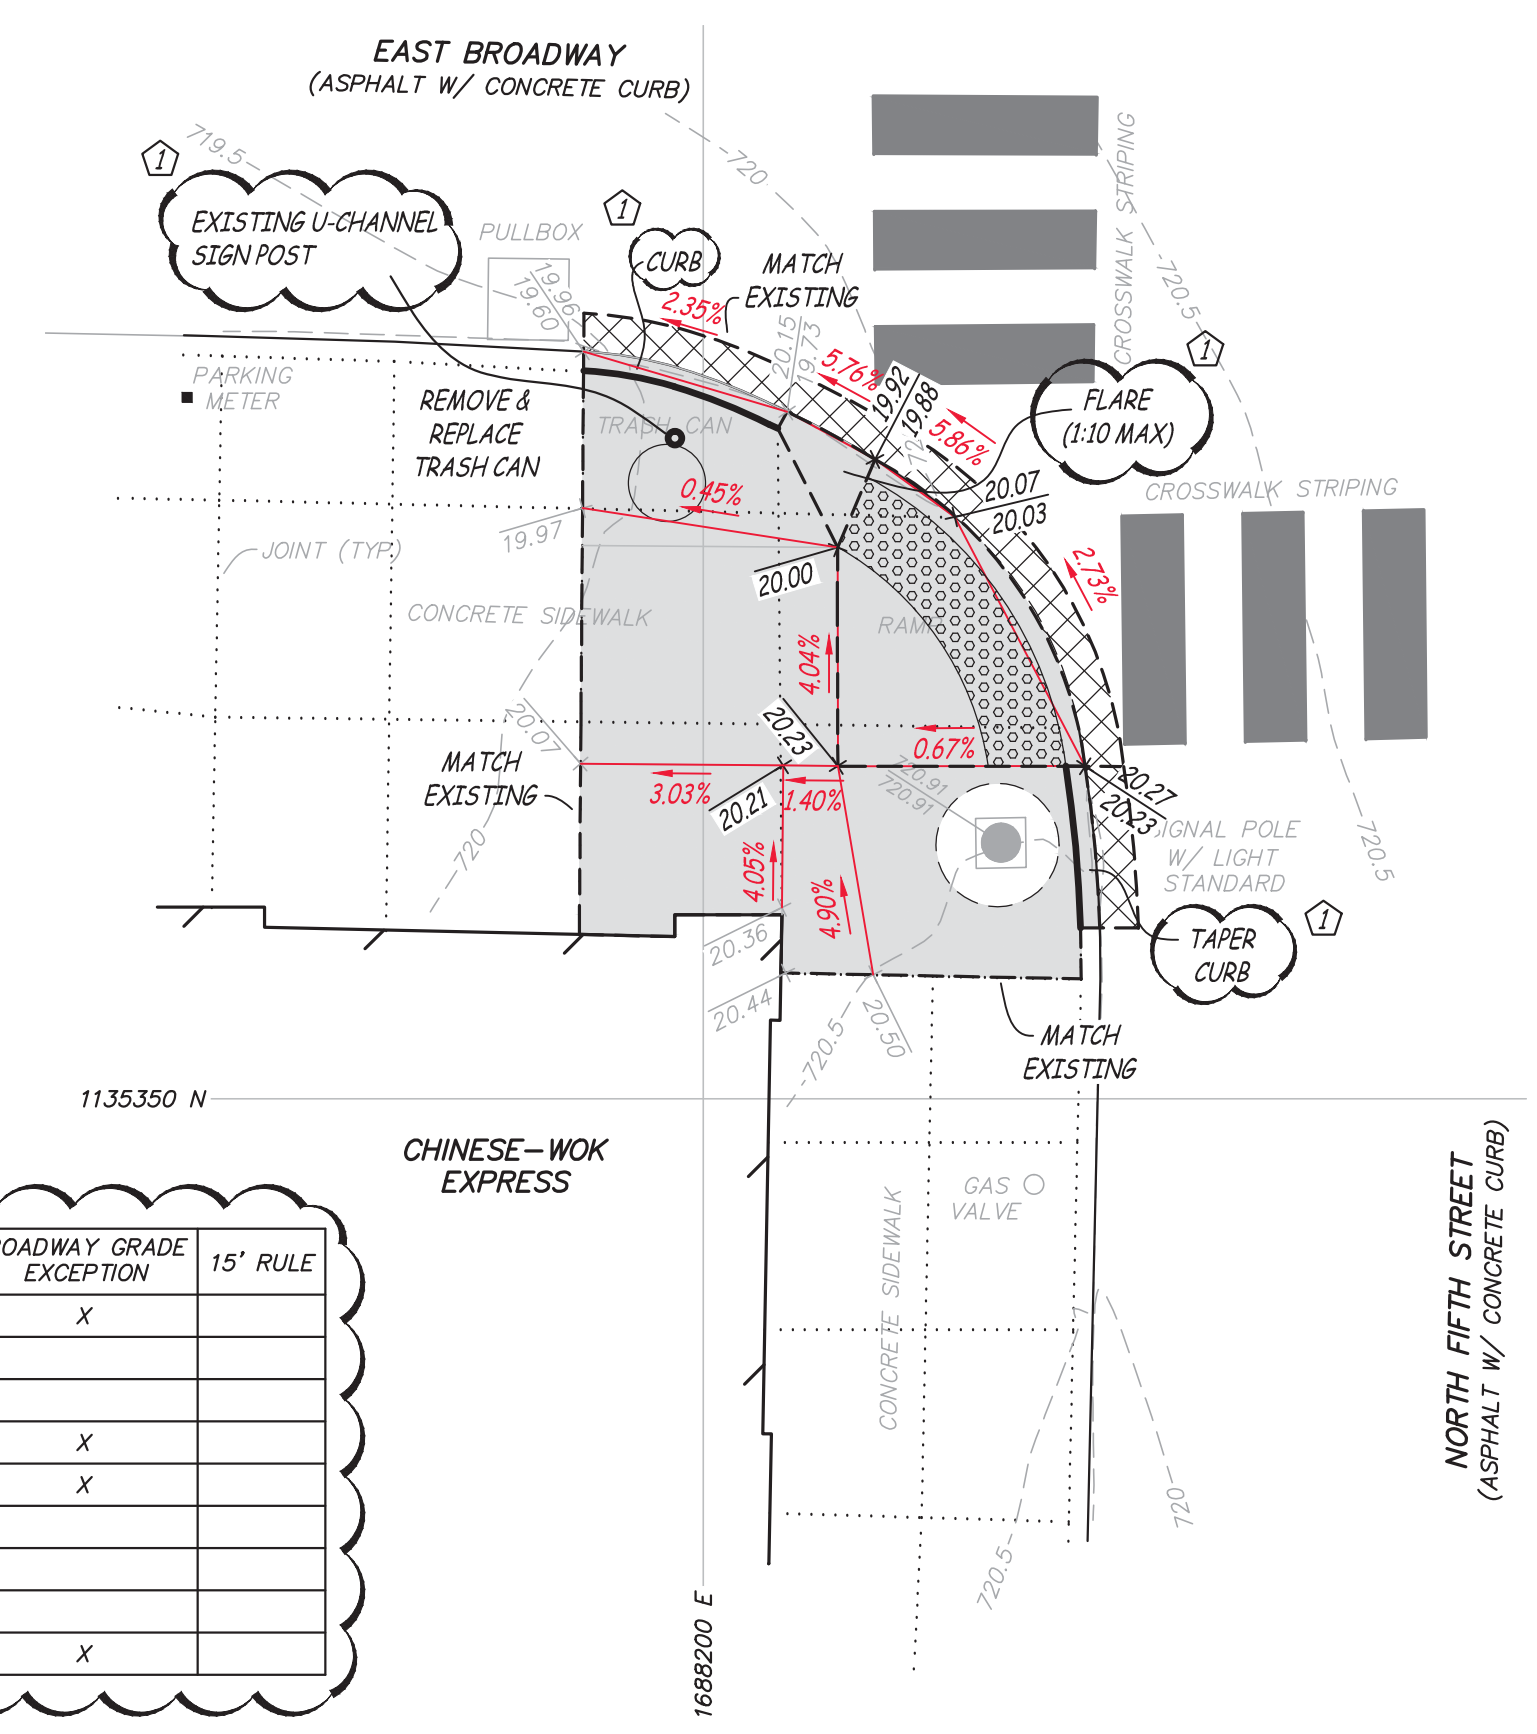 EAST BROADWAY
(ASPHALT W/ CONCRETE CURB)
1
719.5
EXISTING U-CHANNEL
SIGN POST
PULLBOX
19.96
19.60
1
CURB
MATCH
EXISTING
2.35%
720
20.15
19.73
5.76%
19.92
19.88
5.86%
CROSSWALK STRIPING
720.5
1
FLARE
(1:10 MAX)
PARKING
METER
REMOVE &
REPLACE
TRASH CAN
TRASH CAN
0.45%
20.07
20.03
CROSSWALK STRIPING
JOINT (TYP.)
19.97
20.00
2.73%
CONCRETE SIDEWALK
RAMP
4.04%
20.07
20.23
0.67%
MATCH
EXISTING
3.03%
20.21
1.40%
720.91
720.91
20.27
20.23
720
4.05%
4.90%
SIGNAL POLE
W/ LIGHT
STANDARD
720.5
1
TAPER
CURB
20.36
20.44
20.50
720.5
MATCH
EXISTING
1135350 N
CHINESE-WOK
EXPRESS
GAS
VALVE
CONCRETE SIDEWALK
NORTH FIFTH STREET
(ASPHALT W/ CONCRETE CURB)
OADWAY GRADE
EXCEPTION
15' RULE
X
X
X
X
720.5
720
1688200 E